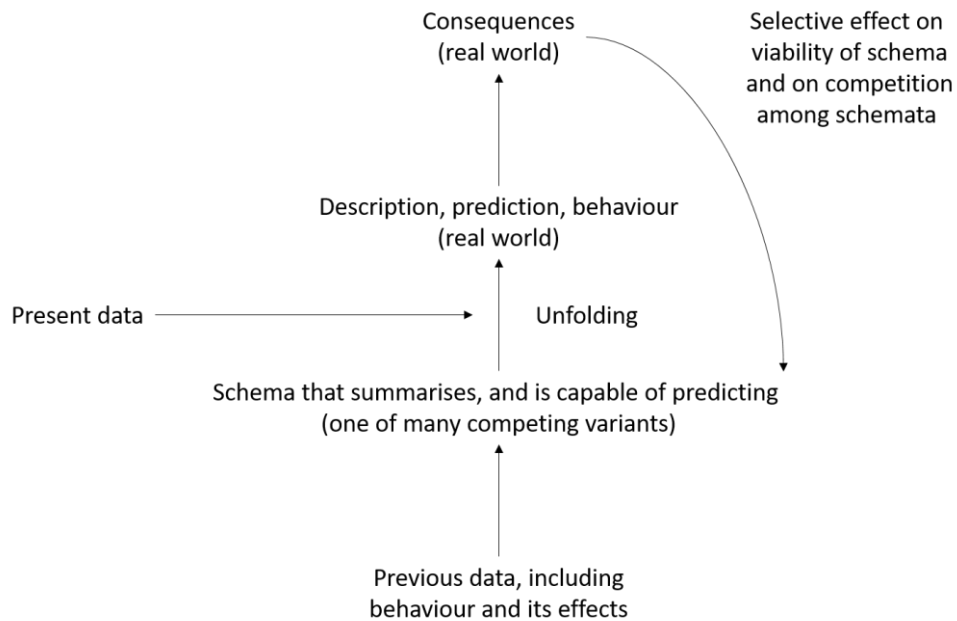 Consequences
(real world)
Selective effect on
viability of schema
and on competition
among schemata
Description, prediction, behaviour
(real world)
Present data
Unfolding
Schema that summarises, and is capable of predicting
(one of many competing variants)
Previous data, including
behaviour and its effects